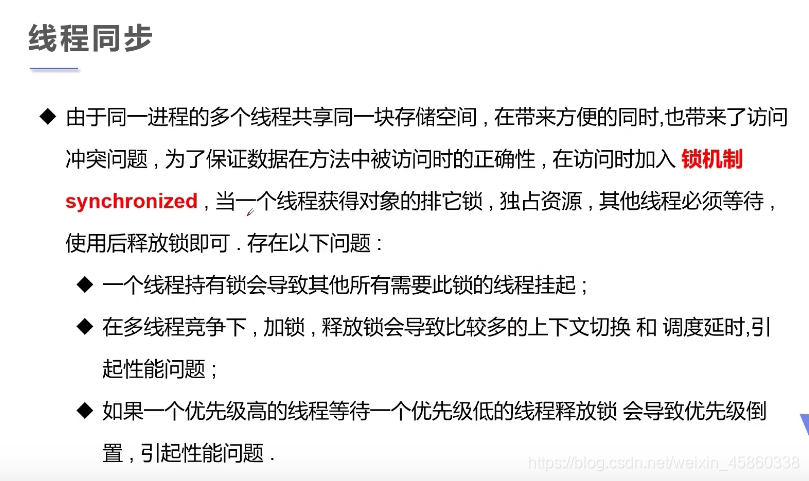 线程同步
◆ 由于同一进程的多个线程共享同一块存储空间 , 在带来方便的同时,也带来了访问
冲突问题 , 为了保证数据在方法中被访问时的正确性 , 在访问时加入 锁机制
synchronized , 当一个线程获得对象的排它锁 , 独占资源 , 其他线程必须等待 ,
使用后释放锁即可 . 存在以下问题 :
◆ 一个线程持有锁会导致其他所有需要此锁的线程挂起 ;
◆ 在多线程竞争下 , 加锁 , 释放锁会导致比较多的上下文切换 和 调度延时,引
起性能问题 ;
◆ 如果一个优先级高的线程等待一个优先级低的线程释放锁 会导致优先级倒
置 , 引起性能问题 .
https://blog.csdn.net/weixin_45860338